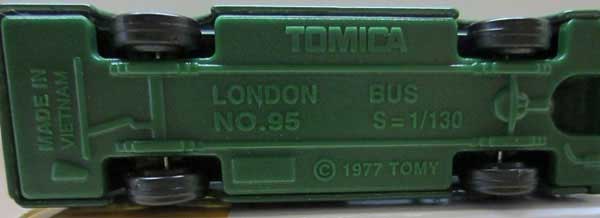 TOMICA
MADE IN
VIETNAM
LONDON BUS
NO.95 S=1/130
© 1977 TOMY